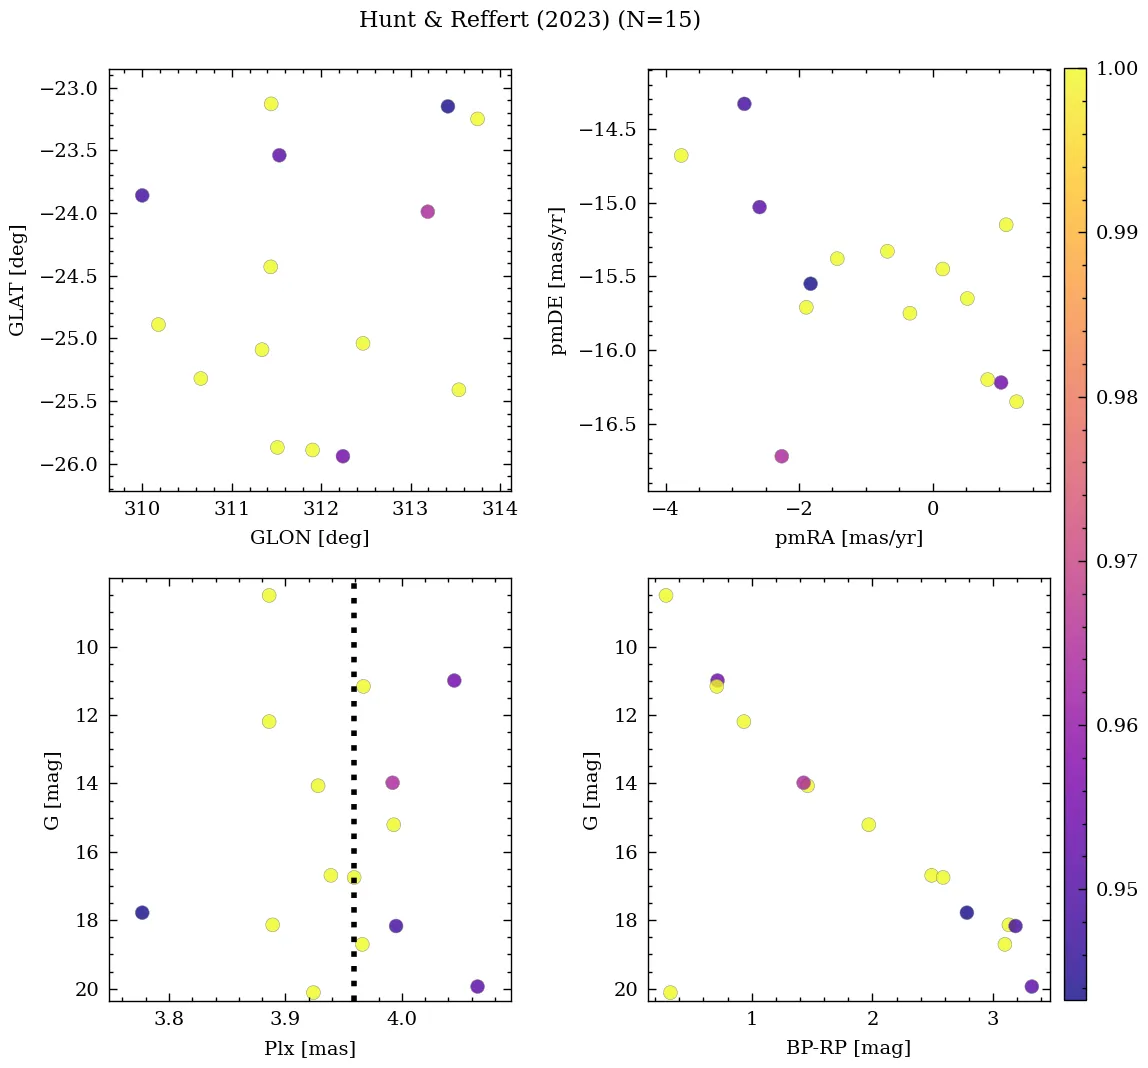 Hunt & Reffert (2023) (N=15)
−23.0
−23.5
−24.0
−24.5
−25.0
−25.5
−26.0
GLAT [deg]
310 311 312 313 314
GLON [deg]
−14.5
−15.0
−15.5
−16.0
−16.5
pmDE [mas/yr]
−4 −2 0
pmRA [mas/yr]
10
12
14
16
18
20
G [mag]
3.8 3.9 4.0
Plx [mas]
10
12
14
16
18
20
G [mag]
1 2 3
BP-RP [mag]
1.00
0.99
0.98
0.97
0.96
0.95